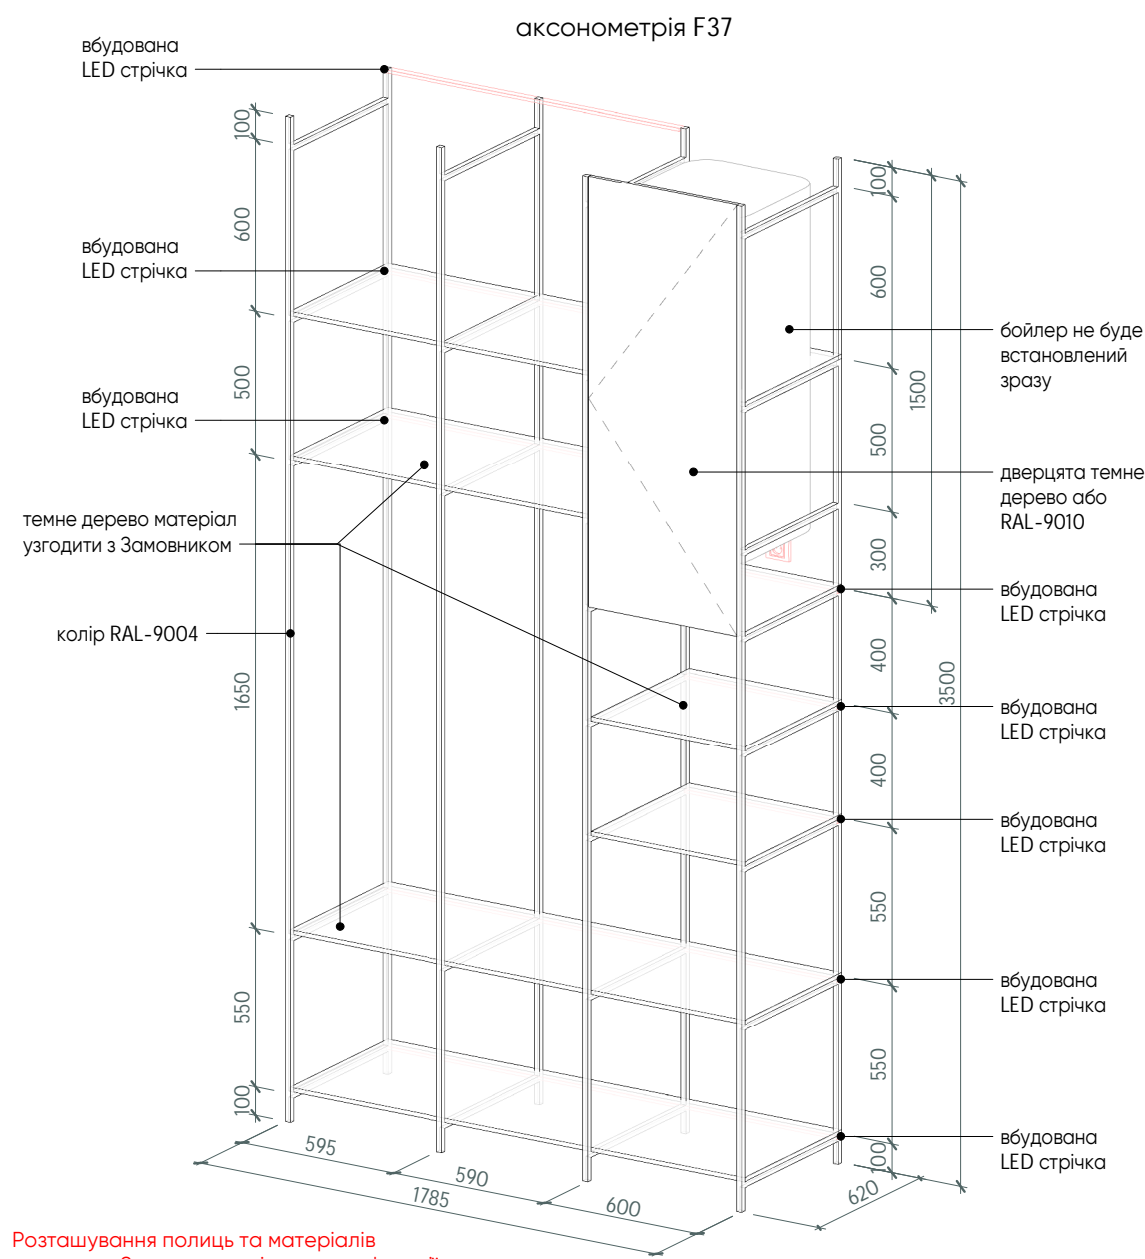 аксонометрія F37
вбудована
LED стрічка
вбудована
LED стрічка
вбудована
LED стрічка
темне дерево матеріал
узгодити з Замовником
колір RAL-9004
100
600
500
1650
550
100
бойлер не буде
встановлений
зразу
дверцята темне
дерево або
RAL-9010
вбудована
LED стрічка
вбудована
LED стрічка
вбудована
LED стрічка
вбудована
LED стрічка
вбудована
LED стрічка
100
600
500
300
400
400
550
550
100
1500
3500
595
590
600
1785
620
Розташування полиць та матеріалів